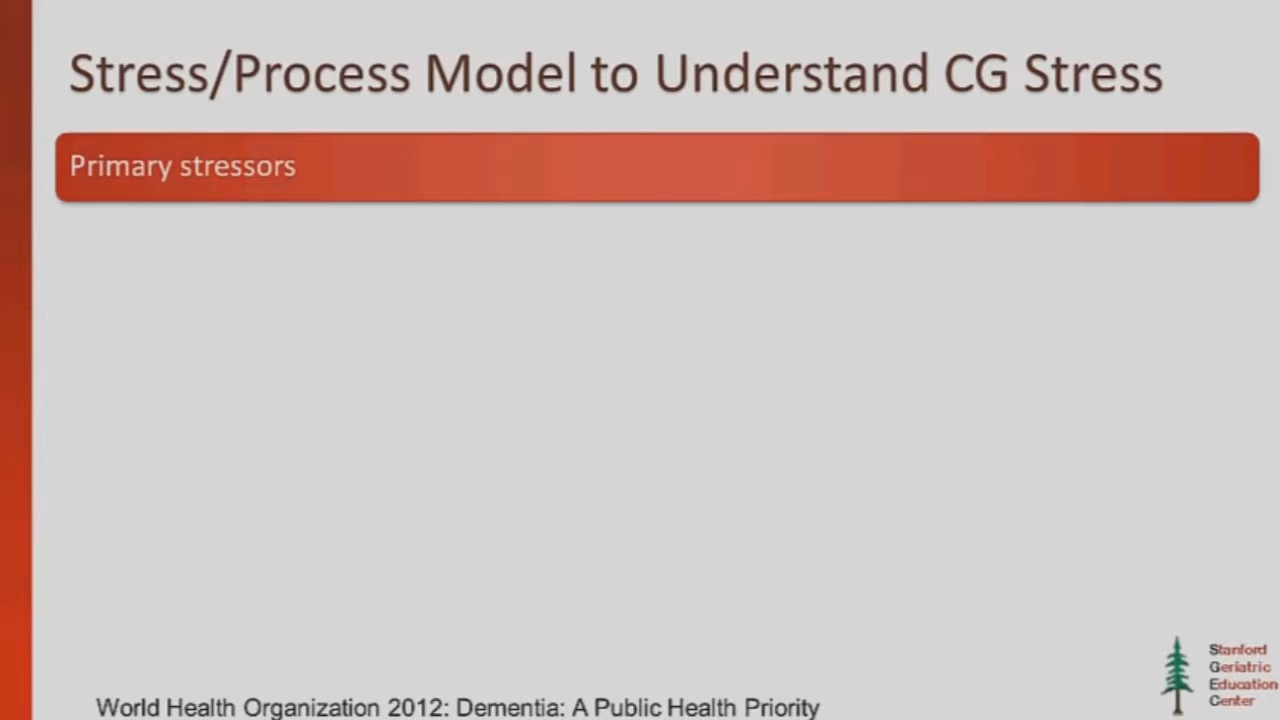 Stress/Process Model to Understand CG Stress
Primary stressors
Stanford
Geriatric
Education
Center
World Health Organization 2012: Dementia: A Public Health Priority